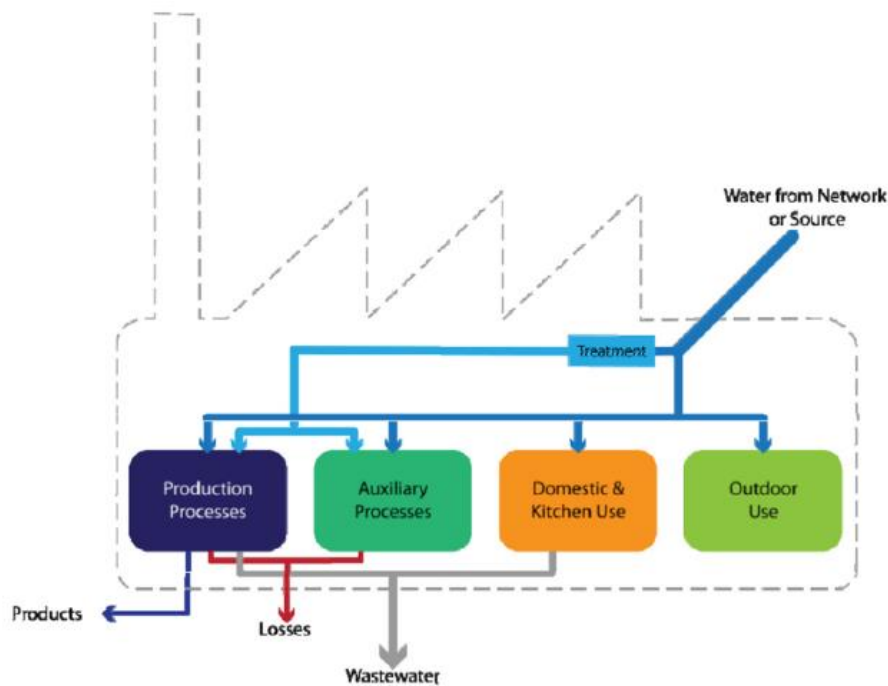 Water from Network
or Source
Treatment
Production
Processes
Auxiliary
Processes
Domestic &
Kitchen Use
Outdoor
Use
Products
Losses
Wastewater